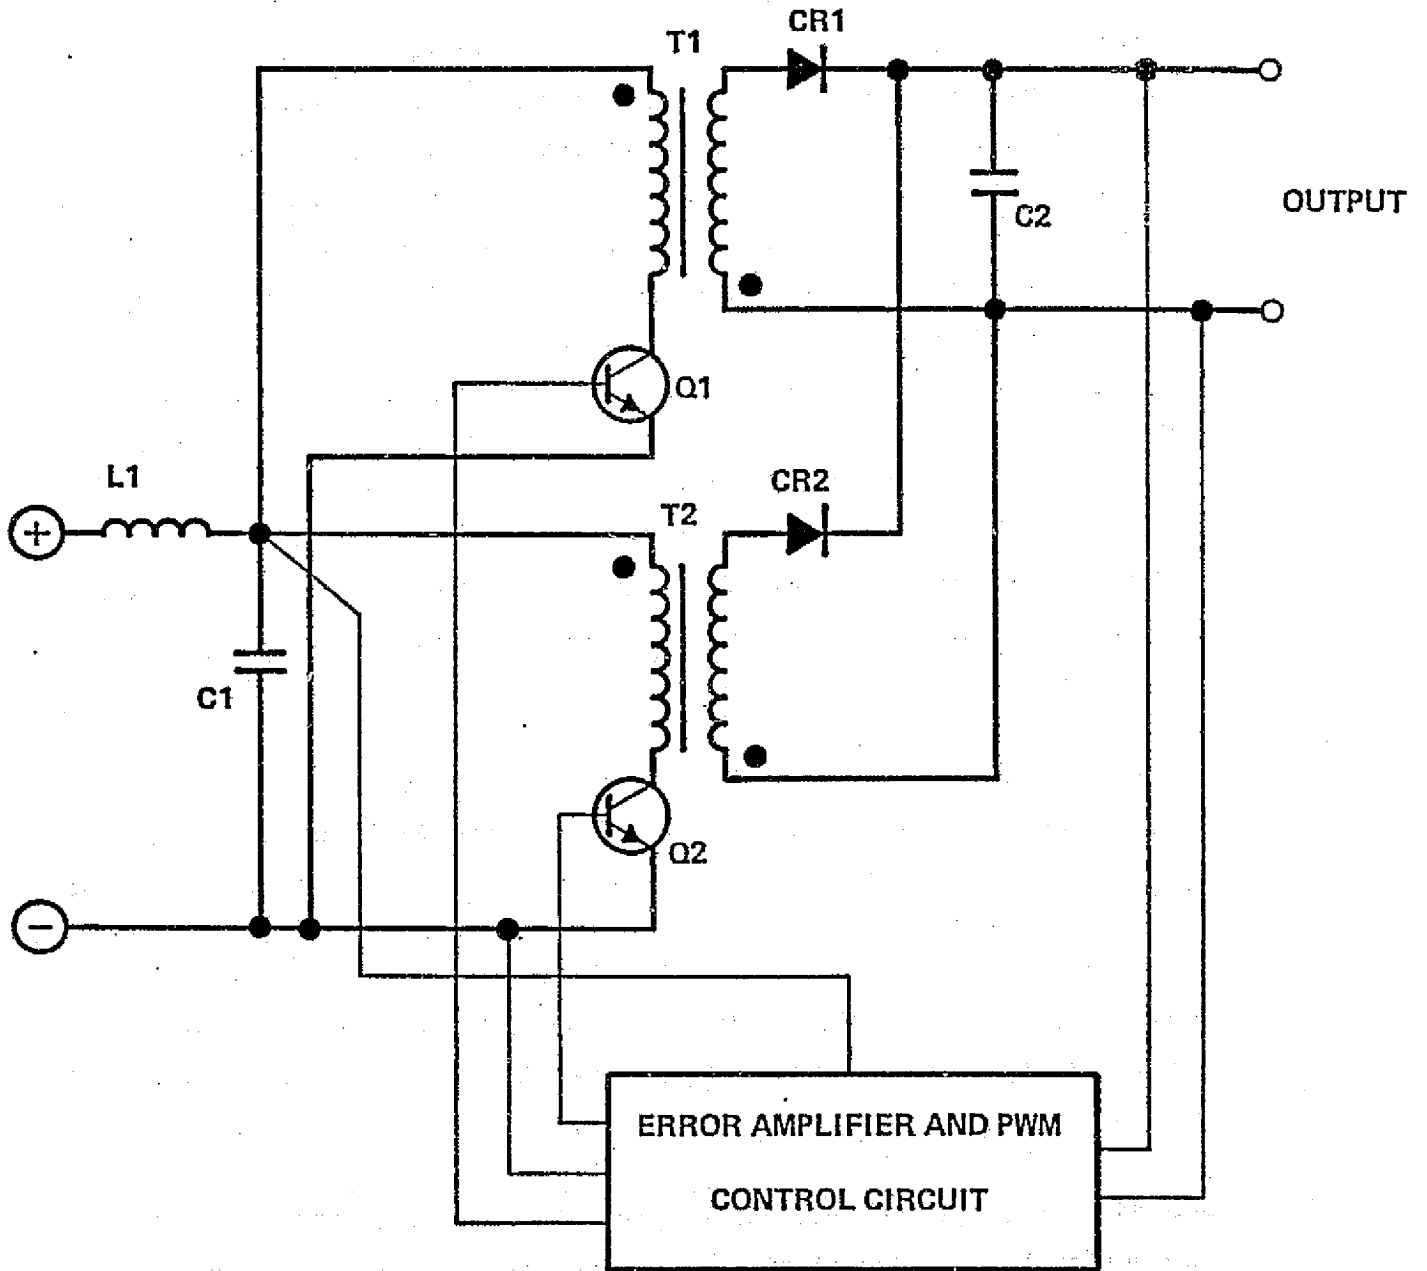 CR1
T1
C2
OUTPUT
Q1
L1
CR2
T2
+
C1
Q2
−
ERROR AMPLIFIER AND PWM
CONTROL CIRCUIT